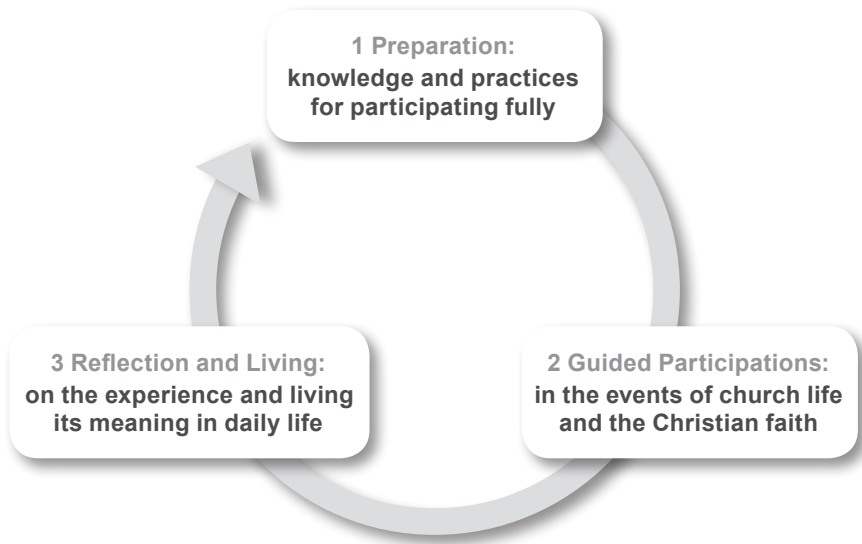 1 Preparation:
knowledge and practices
for participating fully
2 Guided Participations:
in the events of church life
and the Christian faith
3 Reflection and Living:
on the experience and living
its meaning in daily life